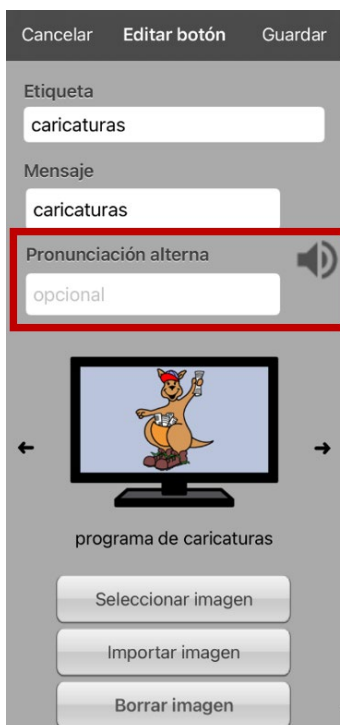 Cancelar Editar botón Guardar
Etiqueta
caricaturas
Mensaje
caricaturas
Pronunciación alterna
opcional
programa de caricaturas
Seleccionar imagen
Importar imagen
Borrar imagen